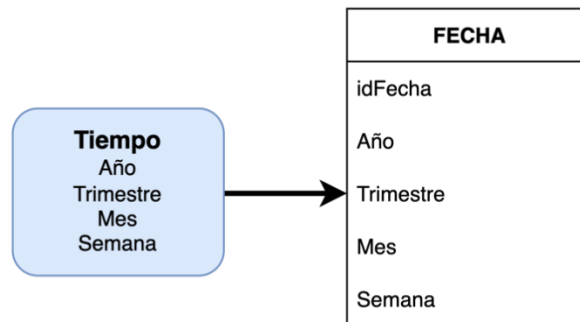 Tiempo
Año
Trimestre
Mes
Semana
FECHA
idFecha
Año
Trimestre
Mes
Semana